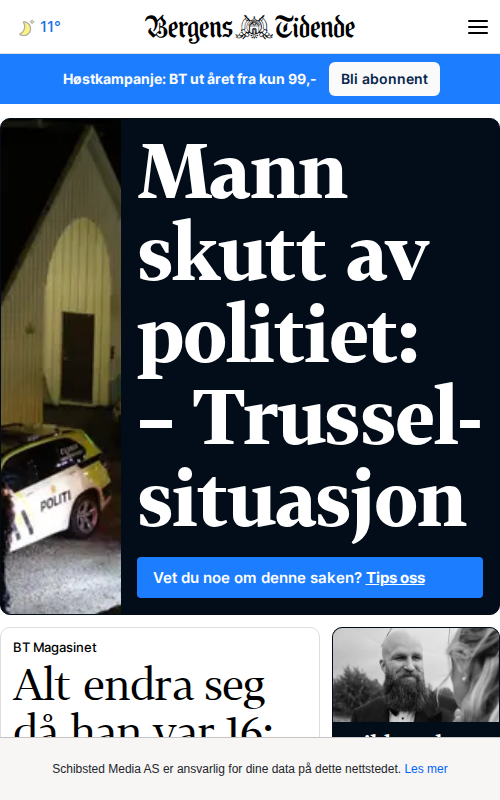 11°
Bergens Tidende
Høstkampanje: BT ut året fra kun 99,-
Bli abonnent
Mann
skutt av
politiet:
– Trussel-
situasjon
POLITI
Vet du noe om denne saken? Tips oss
BT Magasinet
Alt endra seg
då han var 16:
Schibsted Media AS er ansvarlig for dine data på dette nettstedet. Les mer